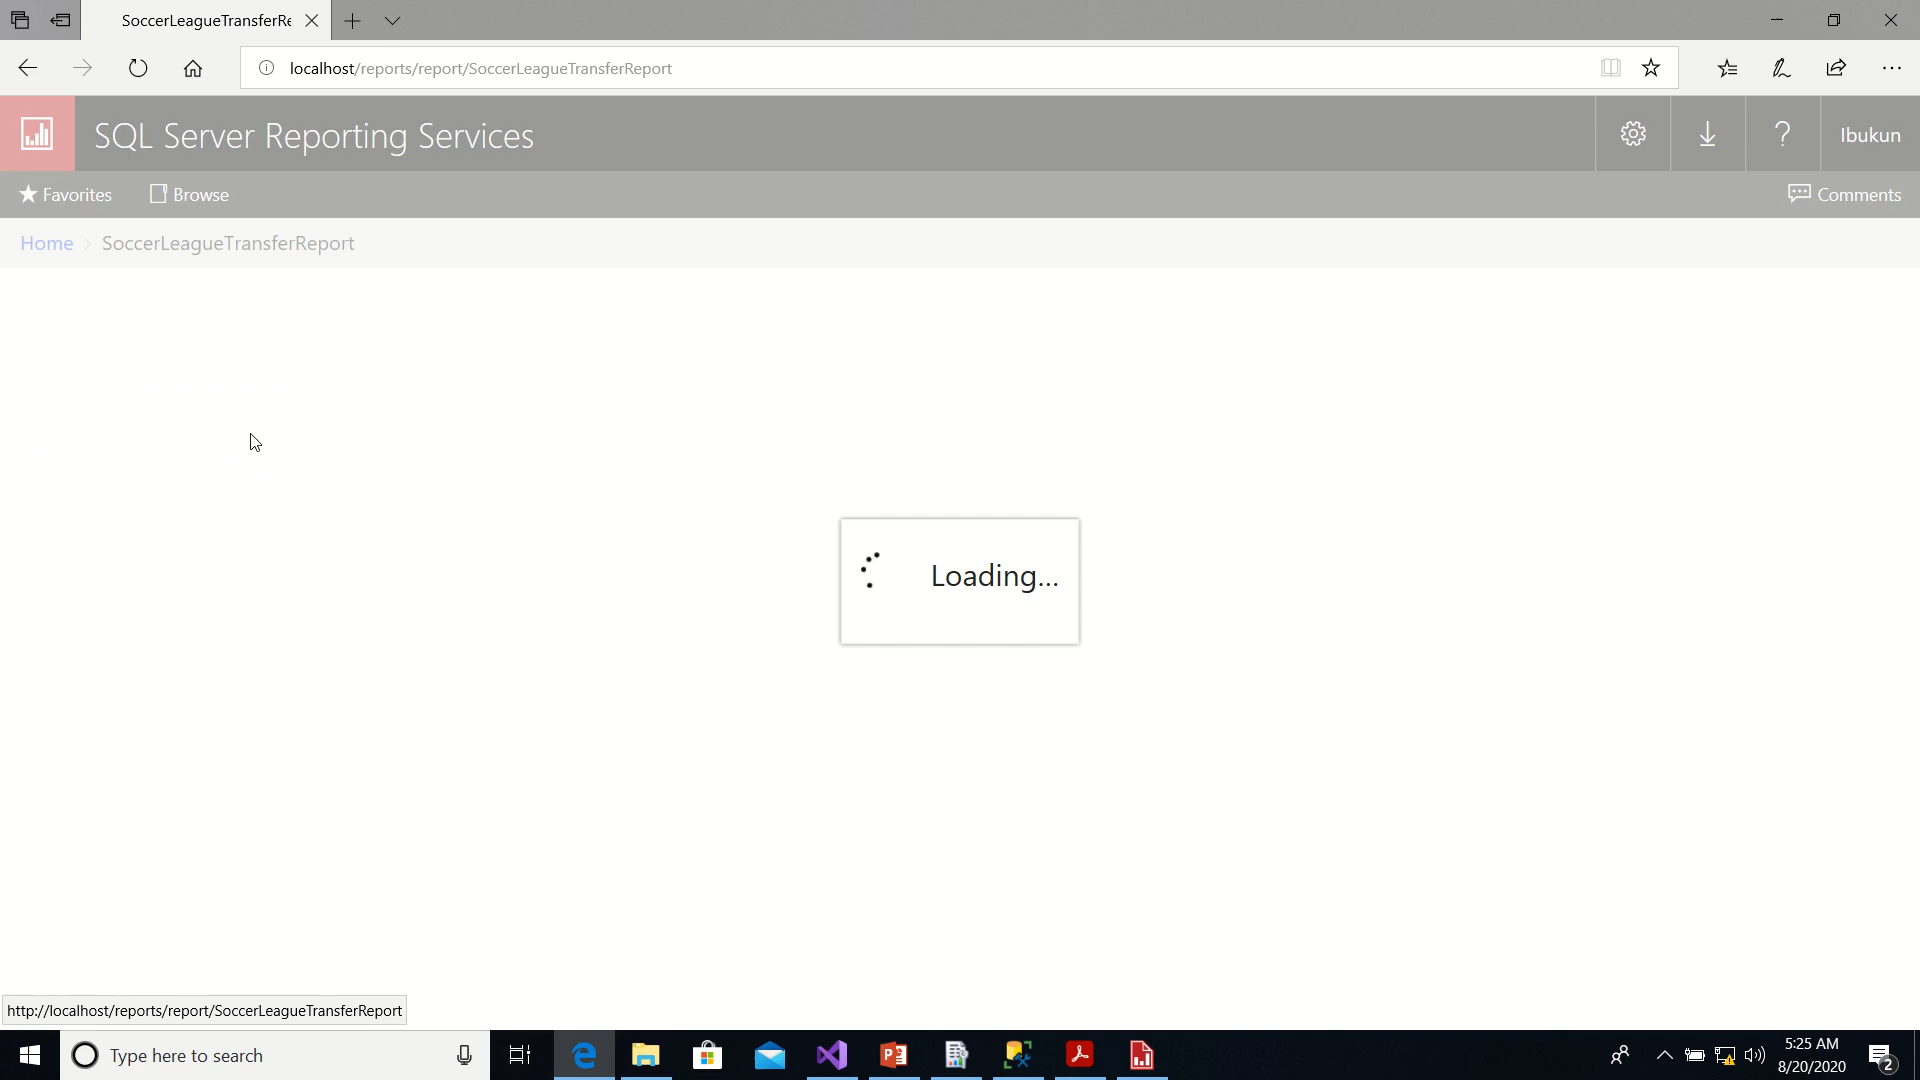 SoccerLeagueTransferRe
localhost/reports/report/SoccerLeagueTransferReport
SQL Server Reporting Services
Ibukun
Favorites
Browse
Comments
Home
SoccerLeagueTransferReport
Loading...
http://localhost/reports/report/SoccerLeagueTransferReport
Type here to search
5:25 AM
8/20/2020
2